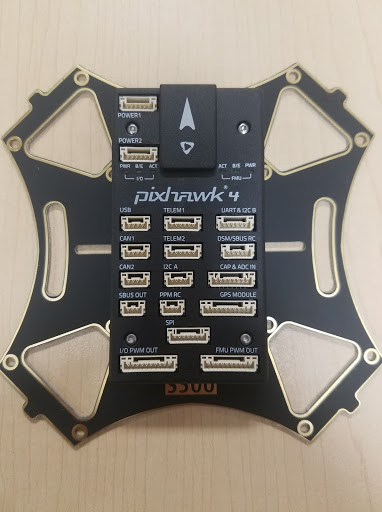 POWER1
POWER2
PWR B/E ACT
I/O
ACT B/E PWR
FMU
pixhawk® 4
USB TELEM1 UART & I2C B
CAN1 TELEM2 DSM/SBUS RC
CAN2 I2C A CAP & ADC IN
SBUS OUT PPM RC GPS MODULE
SPI
I/O PWM OUT FMU PWM OUT
S500